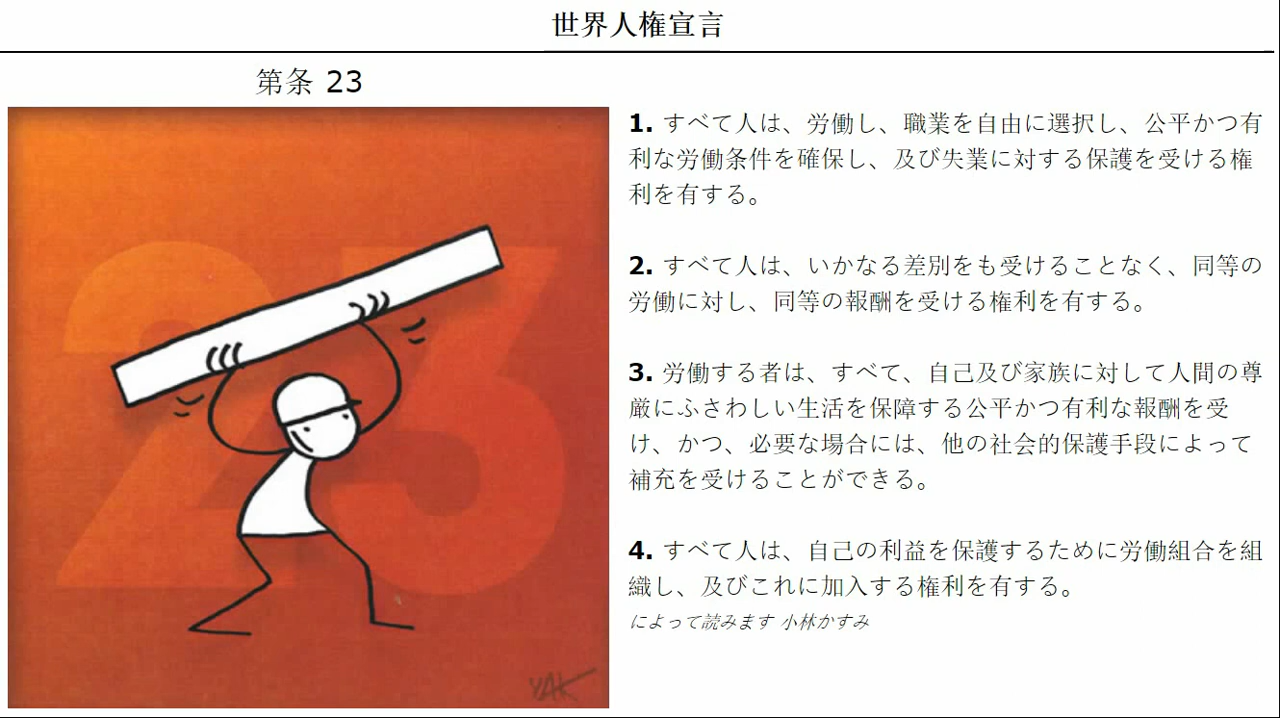 世界人権宣言
第条 23
23
1. すべて人は、労働し、職業を自由に選択し、公平かつ有
利な労働条件を確保し、及び失業に対する保護を受ける権
利を有する。
2. すべて人は、いかなる差別をも受けることなく、同等の
労働に対し、同等の報酬を受ける権利を有する。
3. 労働する者は、すべて、自己及び家族に対して人間の尊
厳にふさわしい生活を保障する公平かつ有利な報酬を受
け、かつ、必要な場合には、他の社会的保護手段によって
補充を受けることができる。
4. すべて人は、自己の利益を保護するために労働組合を組
織し、及びこれに加入する権利を有する。
によって読みます 小林かすみ
YAK